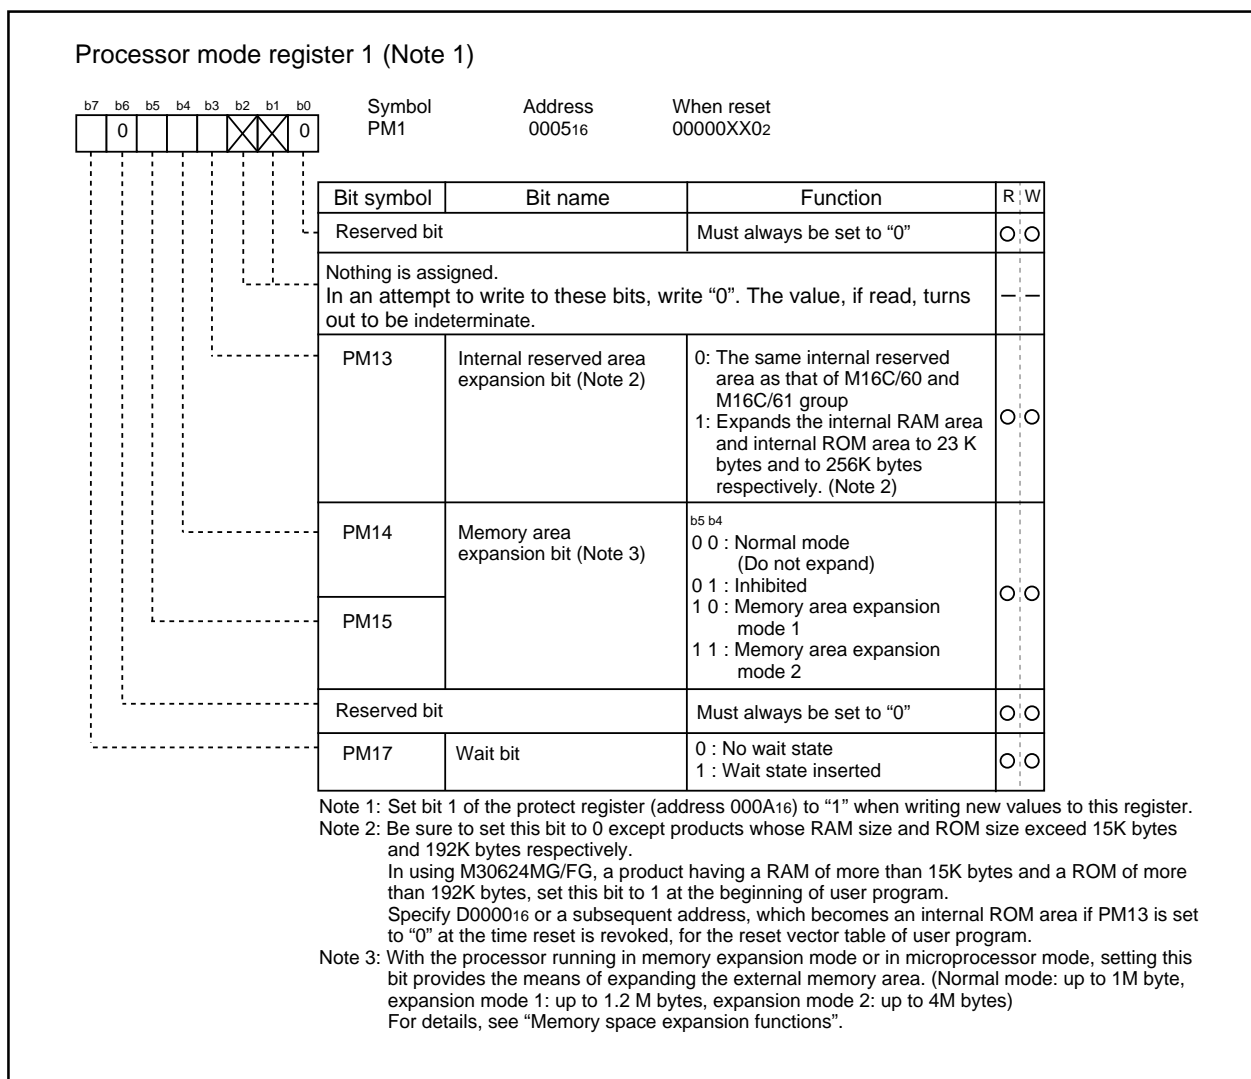 Processor mode register 1 (Note 1)
b7 b6 b5 b4 b3 b2 b1 b0
0 0
Symbol Address When reset
PM1 000516 00000XX02
Bit symbol Bit name Function R W
Reserved bit Must always be set to “0”
Nothing is assigned.
In an attempt to write to these bits, write “0”. The value, if read, turns
out to be indeterminate.
PM13 Internal reserved area
expansion bit (Note 2)
0: The same internal reserved
area as that of M16C/60 and
M16C/61 group
1: Expands the internal RAM area
and internal ROM area to 23 K
bytes and to 256K bytes
respectively. (Note 2)
PM14 Memory area
expansion bit (Note 3)
b5 b4
0 0 : Normal mode
(Do not expand)
0 1 : Inhibited
1 0 : Memory area expansion
mode 1
1 1 : Memory area expansion
mode 2
PM15
Reserved bit Must always be set to “0”
PM17 Wait bit 0 : No wait state
1 : Wait state inserted
Note 1: Set bit 1 of the protect register (address 000A16) to “1” when writing new values to this register.
Note 2: Be sure to set this bit to 0 except products whose RAM size and ROM size exceed 15K bytes
and 192K bytes respectively.
In using M30624MG/FG, a product having a RAM of more than 15K bytes and a ROM of more
than 192K bytes, set this bit to 1 at the beginning of user program.
Specify D000016 or a subsequent address, which becomes an internal ROM area if PM13 is set
to “0” at the time reset is revoked, for the reset vector table of user program.
Note 3: With the processor running in memory expansion mode or in microprocessor mode, setting this
bit provides the means of expanding the external memory area. (Normal mode: up to 1M byte,
expansion mode 1: up to 1.2 M bytes, expansion mode 2: up to 4M bytes)
For details, see “Memory space expansion functions”.